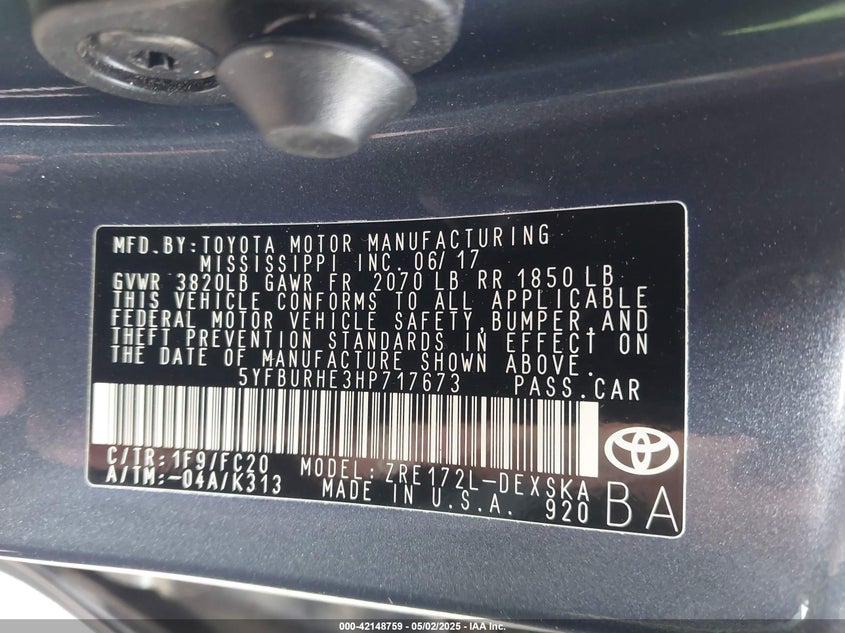 MFD.BY:TOYOTA MOTOR MANUFACTURING
MISSISSIPPI INC. 06/17
GVWR 3820LB GAWR FR 2070 LB RR 1850 LB
THIS VEHICLE CONFORMS TO ALL APPLICABLE
FEDERAL MOTOR VEHICLE SAFETY,BUMPER,AND
THEFT PREVENTION STANDARDS IN EFFECT ON
THE DATE OF MANUFACTURE SHOWN ABOVE.
5YFBURHE3HP717673 PASS.CAR
C/TR:1F9/FC20 MODEL:ZRE172L-DEXSKA
A/TM:-04A/K313 MADE IN U.S.A. 920 BA
000-42148759 — 05/02/2025 — IAA Inc.